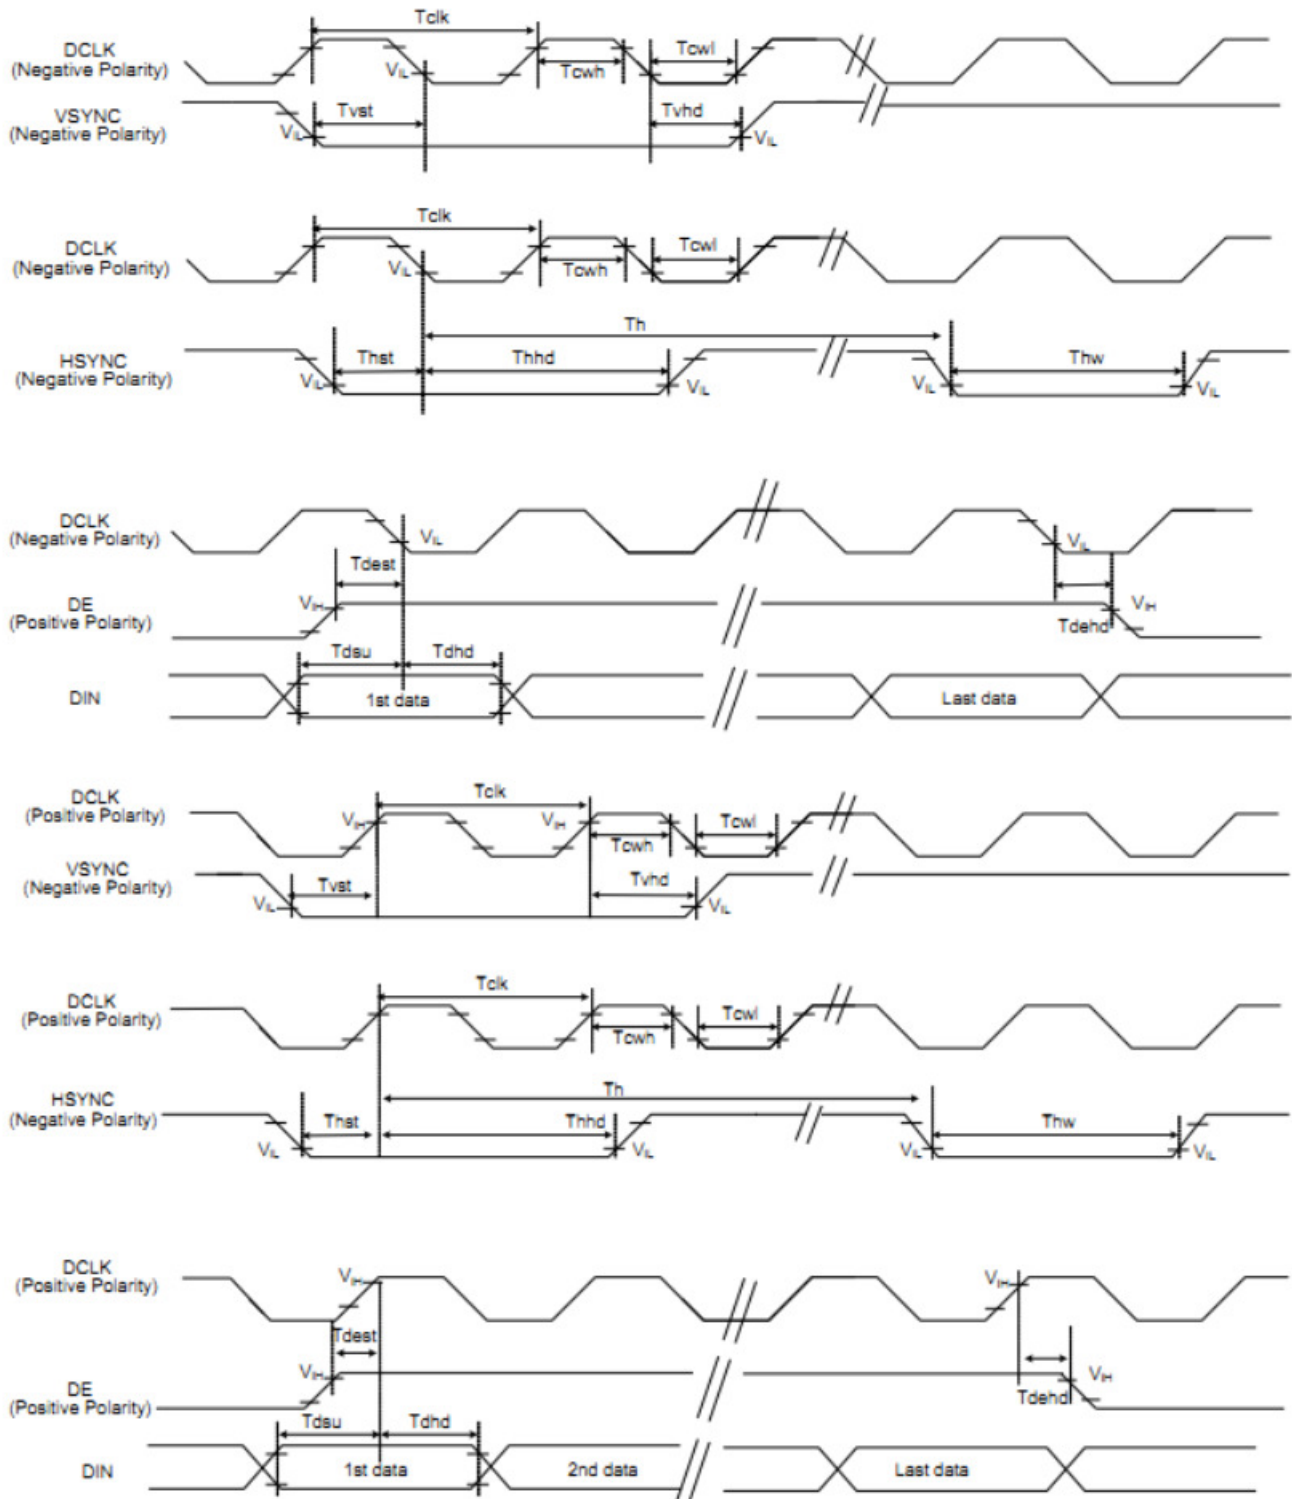 Tclk
DCLK
(Negative Polarity)
VIL
Tcwh
Tcwl
VSYNC
(Negative Polarity)
VIL
Tvst
Tvhd
VIL
Tclk
DCLK
(Negative Polarity)
VIL
Tcwh
Tcwl
Th
HSYNC
(Negative Polarity)
VIL
Thst
Thhd
VIL
VIL
Thw
VIL
DCLK
(Negative Polarity)
VIL
VIL
Tdest
DE
(Positive Polarity)
VIH
VIH
Tdehd
Tdsu
Tdhd
DIN
1st data
Last data
DCLK
(Positive Polarity)
Tclk
VIH
VIH
Tcwh
Tcwl
VSYNC
(Negative Polarity)
VIL
Tvst
Tvhd
VIL
Tclk
DCLK
(Positive Polarity)
Tcwh
Tcwl
Th
HSYNC
(Negative Polarity)
VIL
Thst
Thhd
VIL
VIL
Thw
VIL
DCLK
(Positive Polarity)
VIH
VIH
Tdest
DE
(Positive Polarity)
VIH
VIH
Tdehd
Tdsu
Tdhd
DIN
1st data
2nd data
Last data